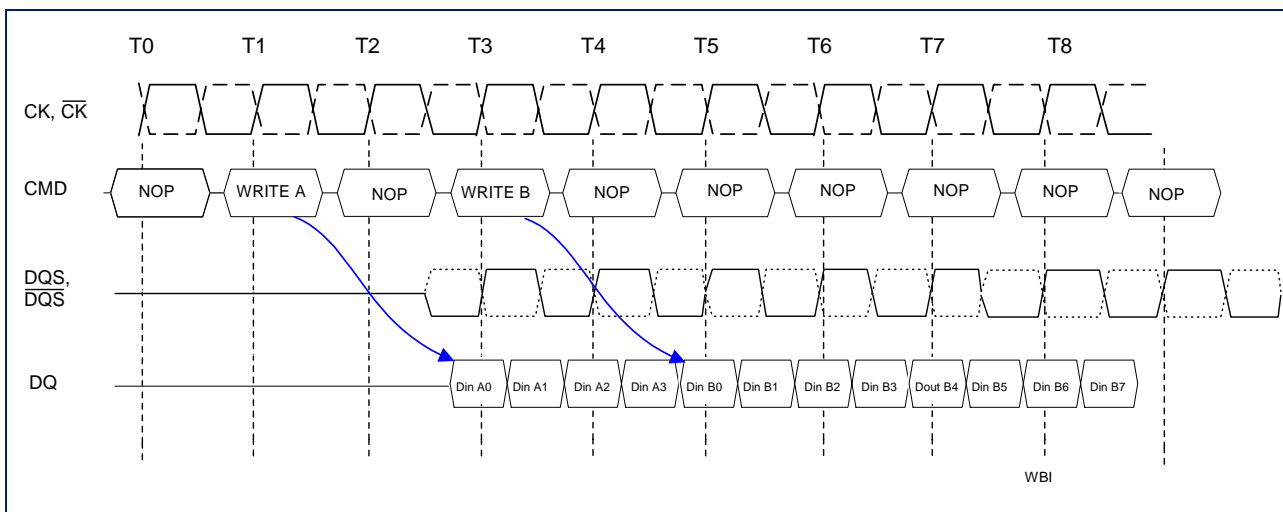 T0 T1 T2 T3 T4 T5 T6 T7 T8
CK, CK
CMD NOP WRITE A NOP WRITE B NOP NOP NOP NOP NOP NOP
DQS,
DQS
DQ Din A0 Din A1 Din A2 Din A3 Din B0 Din B1 Din B2 Din B3 Dout B4 Din B5 Din B6 Din B7
WBI